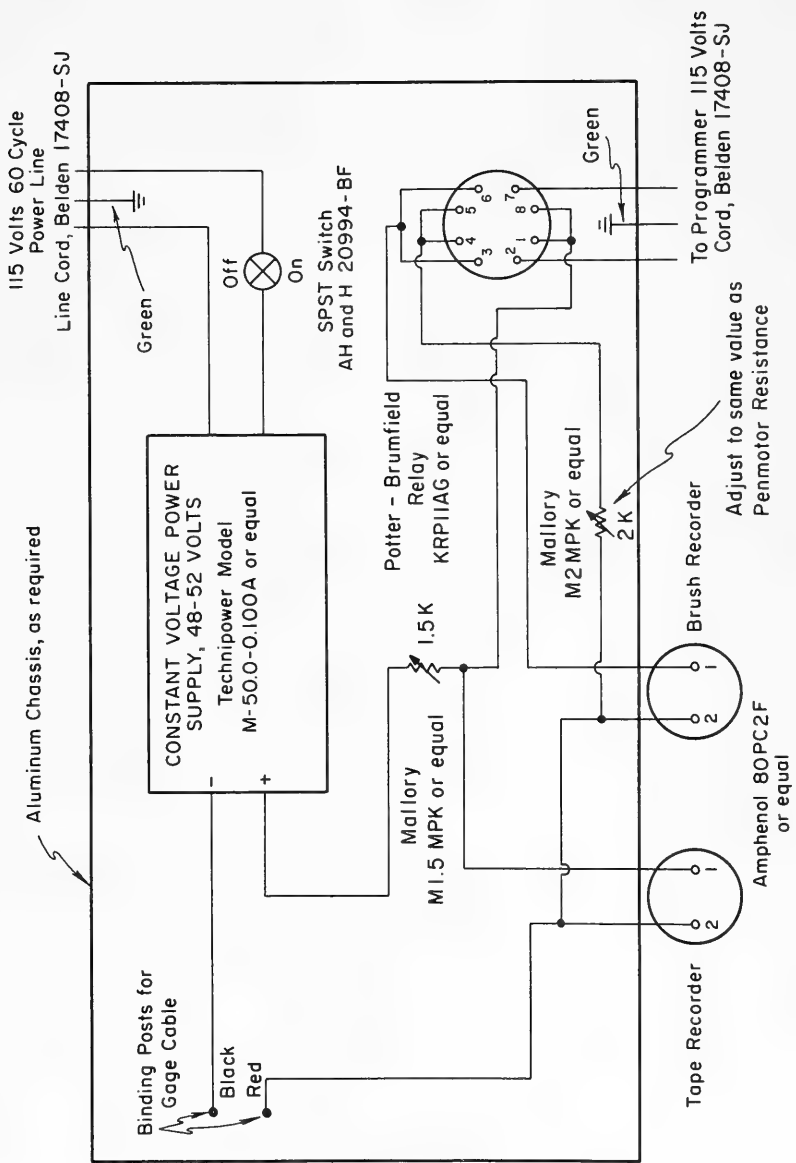 Aluminum Chassis, as required
115 Volts 60 Cycle
Power Line
Line Cord, Belden 17408-SJ
Green
Off
On
SPST Switch
AH and H 20994-BF
CONSTANT VOLTAGE POWER
SUPPLY, 48-52 VOLTS
Technipower Model
M-50.0-0.100A or equal
-
+
Binding Posts for
Gage Cable
Black
Red
1.5K
Mallory
M1.5 MPK or equal
Potter - Brumfield
Relay
KRP11AG or equal
Mallory
M2 MPK or equal
2K
Adjust to same value as
Penmotor Resistance
4
5
3
6
2
7
1
8
Green
To Programmer 115 Volts
Cord, Belden 17408-SJ
Tape Recorder
2
1
Brush Recorder
2
1
Amphenol 80PC2F
or equal